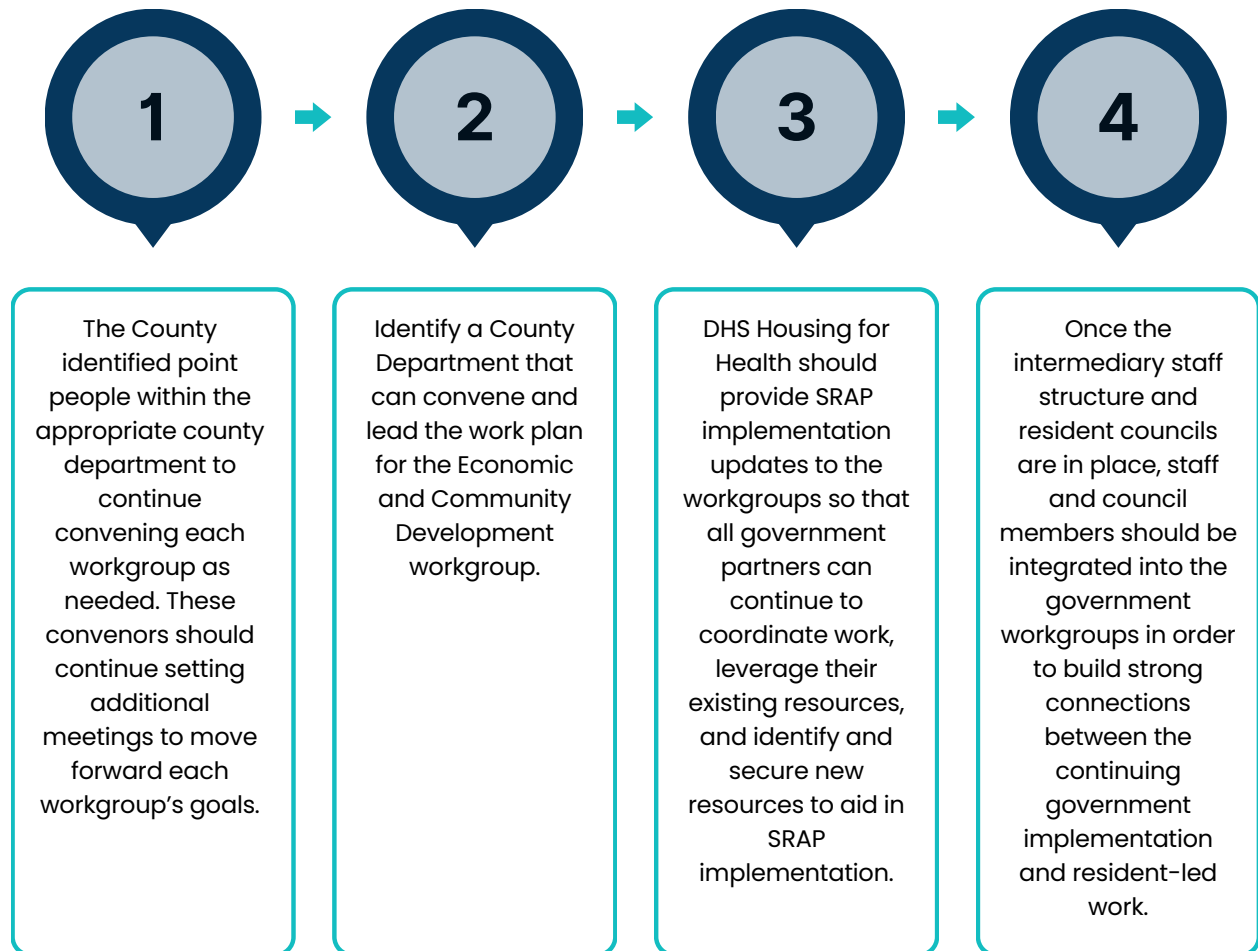 1
2
3
4
The County
identified point
people within the
appropriate county
department to
continue
convening each
workgroup as
needed. These
convenors should
continue setting
additional
meetings to move
forward each
workgroup's goals.
Identify a County
Department that
can convene and
lead the work plan
for the Economic
and Community
Development
workgroup.
DHS Housing for
Health should
provide SRAP
implementation
updates to the
workgroups so that
all government
partners can
continue to
coordinate work,
leverage their
existing resources,
and identify and
secure new
resources to aid in
SRAP
implementation.
Once the
intermediary staff
structure and
resident councils
are in place, staff
and council
members should be
integrated into the
government
workgroups in order
to build strong
connections
between the
continuing
government
implementation
and resident-led
work.